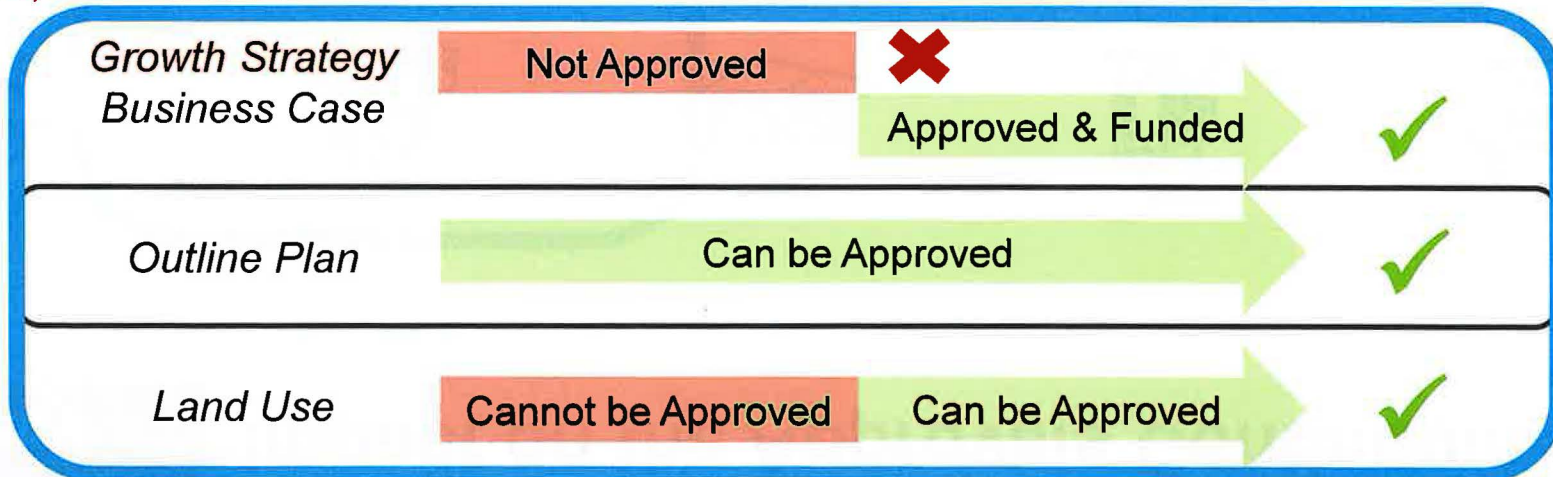 Growth Strategy
Business Case
Not Approved
Approved & Funded
Outline Plan
Can be Approved
Land Use
Cannot be Approved
Can be Approved